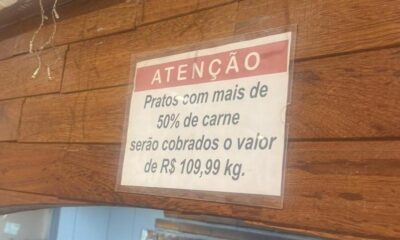 ATENÇÃO
Pratos com mais de
50% de carne
serão cobrados o valor
de R$ 109,99 kg.